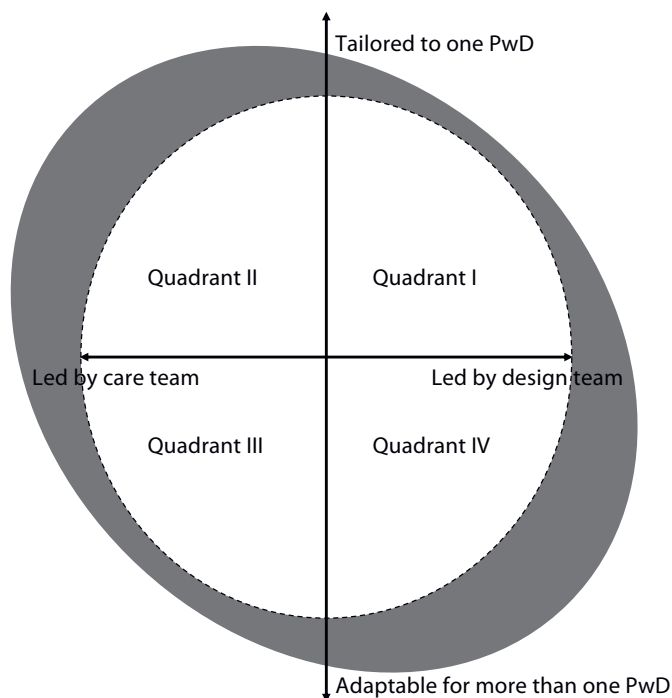 Tailored to one PwD
Quadrant II
Quadrant I
Led by care team
Led by design team
Quadrant III
Quadrant IV
Adaptable for more than one PwD